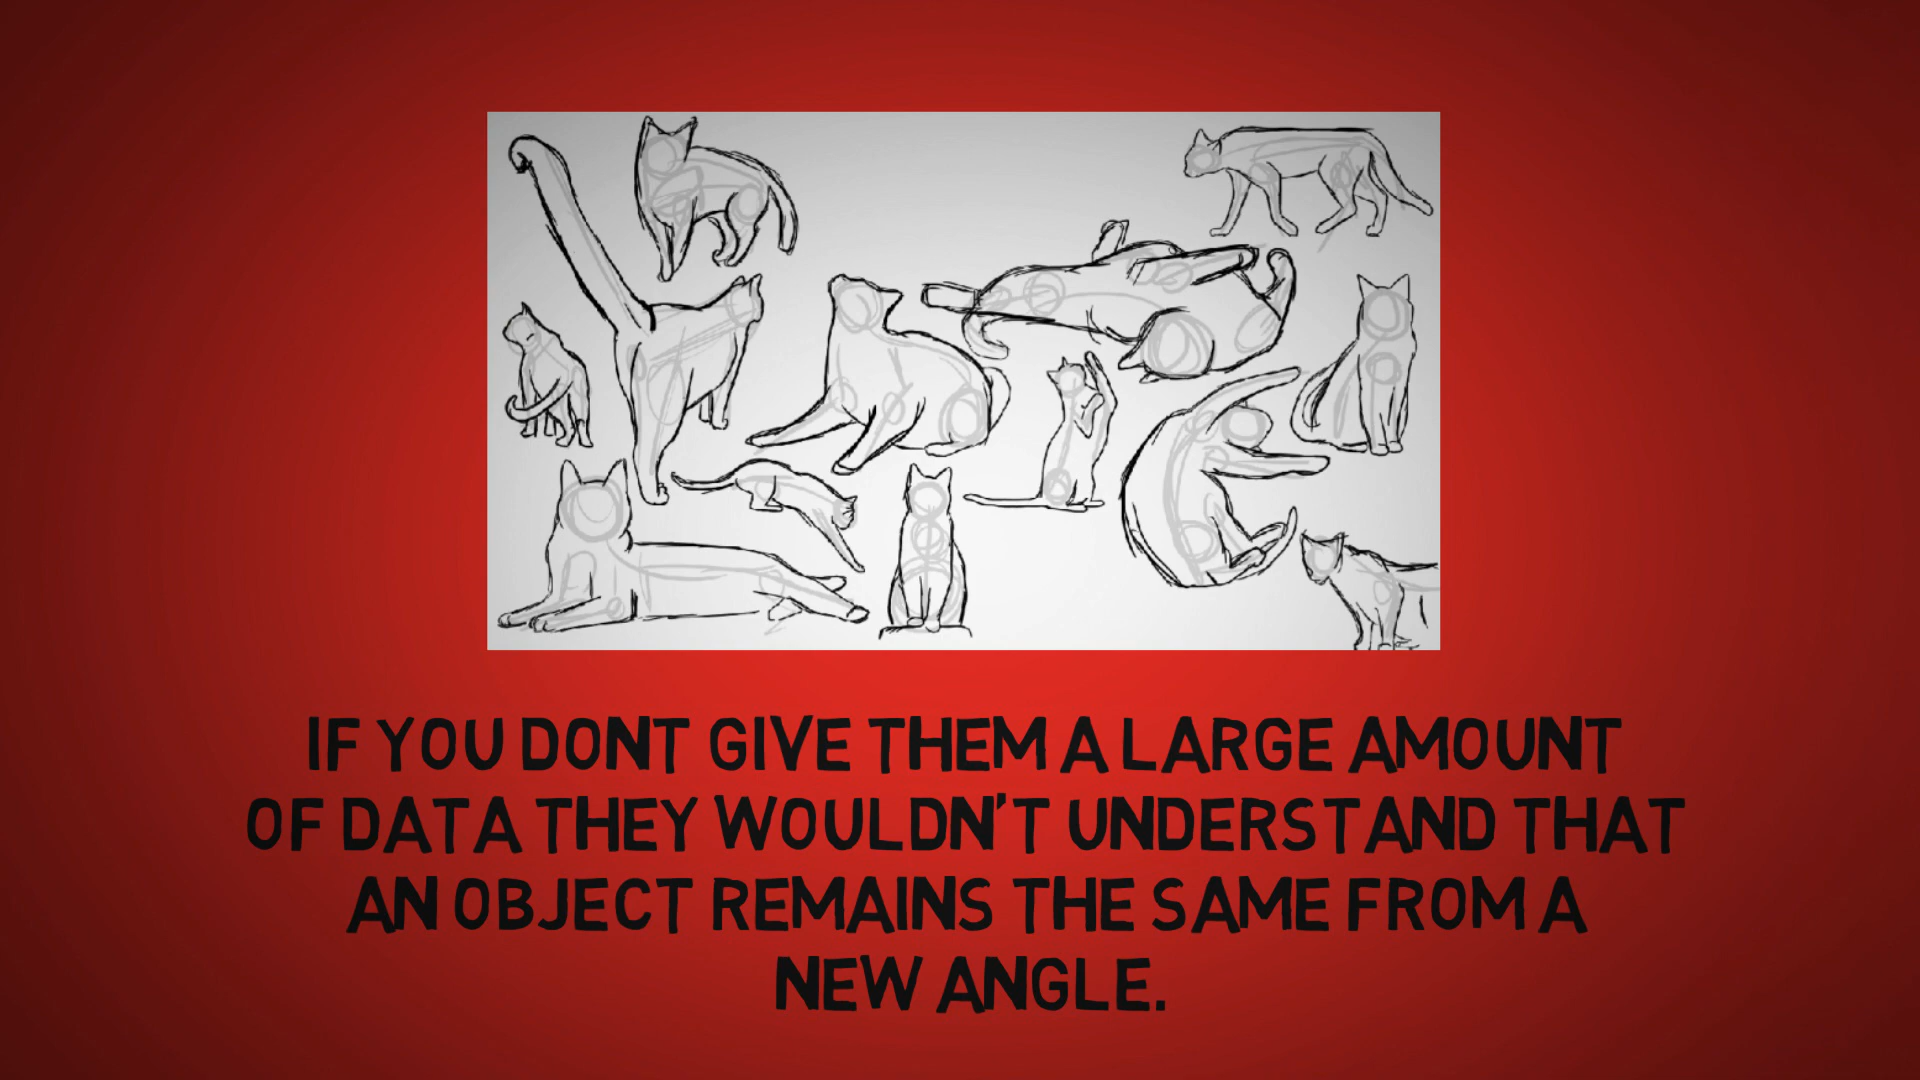 IF YOU DONT GIVE THEM A LARGE AMOUNT
OF DATA THEY WOULDN'T UNDERSTAND THAT
AN OBJECT REMAINS THE SAME FROM A
NEW ANGLE.